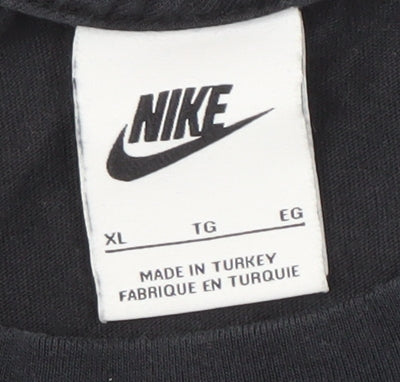 NIKE
XL TG EG
MADE IN TURKEY
FABRIQUE EN TURQUIE